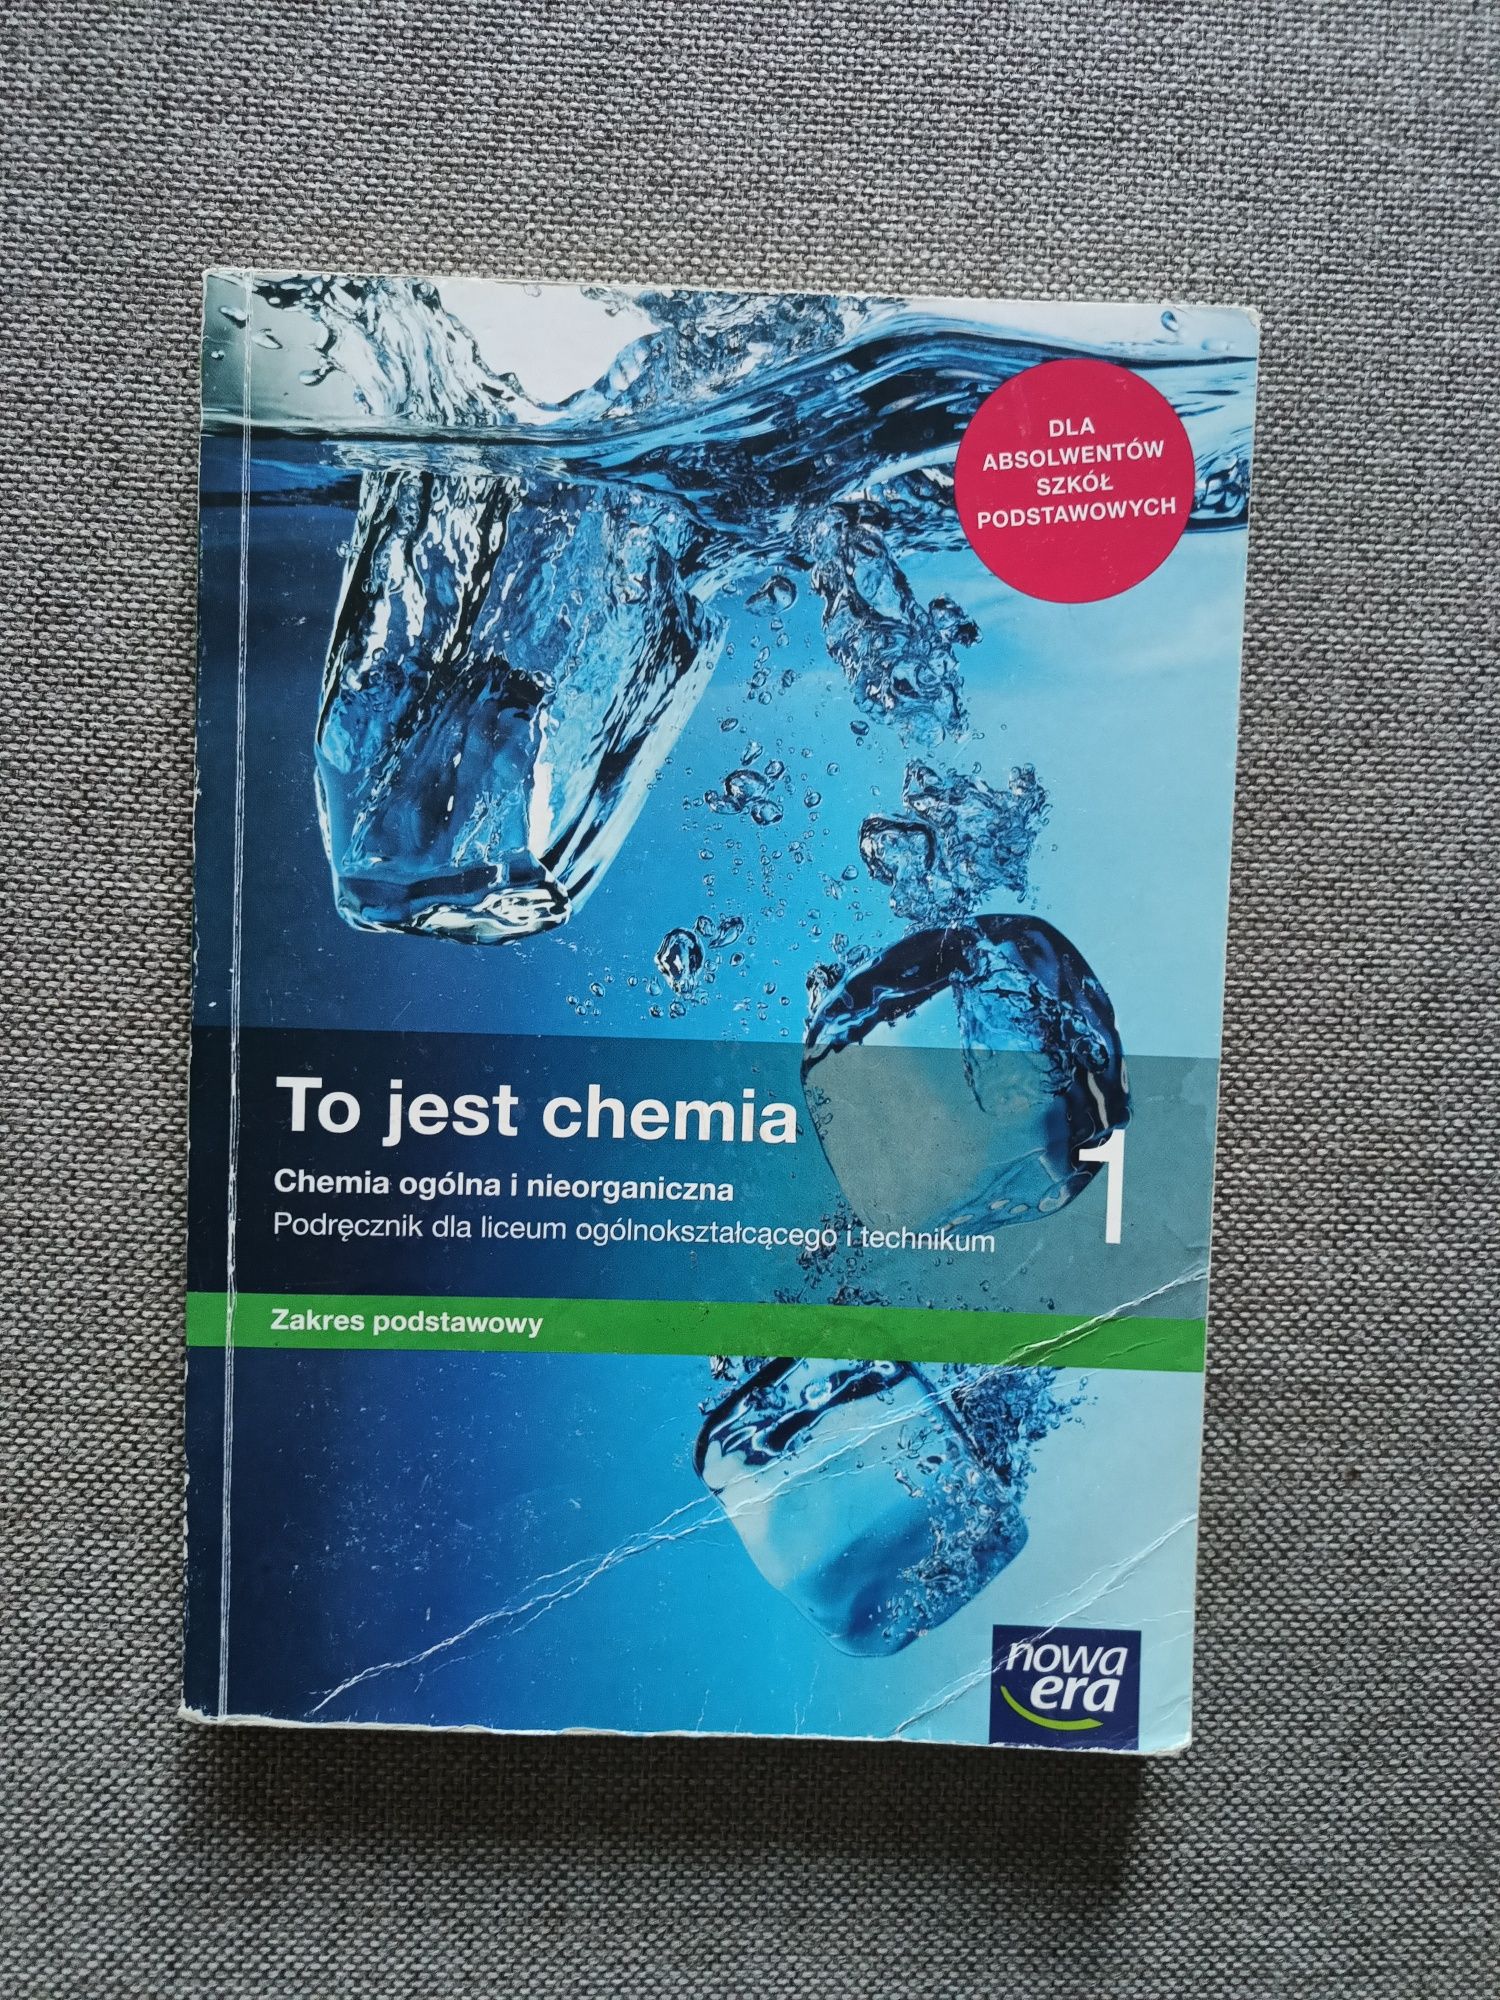 DLA
ABSOLWENTÓW
SZKÓŁ
PODSTAWOWYCH
To jest chemia
1
Chemia ogólna i nieorganiczna
Podręcznik dla liceum ogólnokształcącego i technikum
Zakres podstawowy
nowa
era